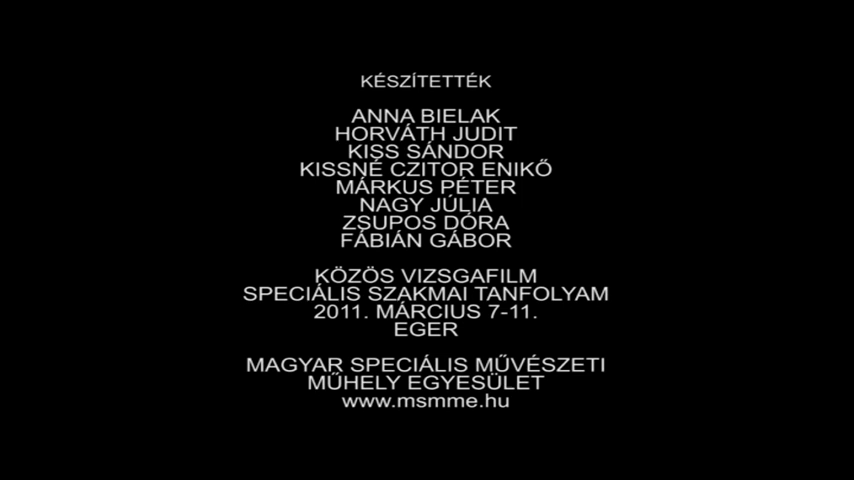 KÉSZÍTETTÉK
ANNA BIELAK
HORVÁTH JUDIT
KISS SÁNDOR
KISSNÉ CZITOR ENIKŐ
MÁRKUS PÉTER
NAGY JÚLIA
ZSUPOS DÓRA
FÁBIÁN GÁBOR
KÖZÖS VIZSGAFILM
SPECIÁLIS SZAKMAI TANFOLYAM
2011. MÁRCIUS 7-11.
EGER
MAGYAR SPECIÁLIS MŰVÉSZETI
MŰHELY EGYESÜLET
www.msmme.hu